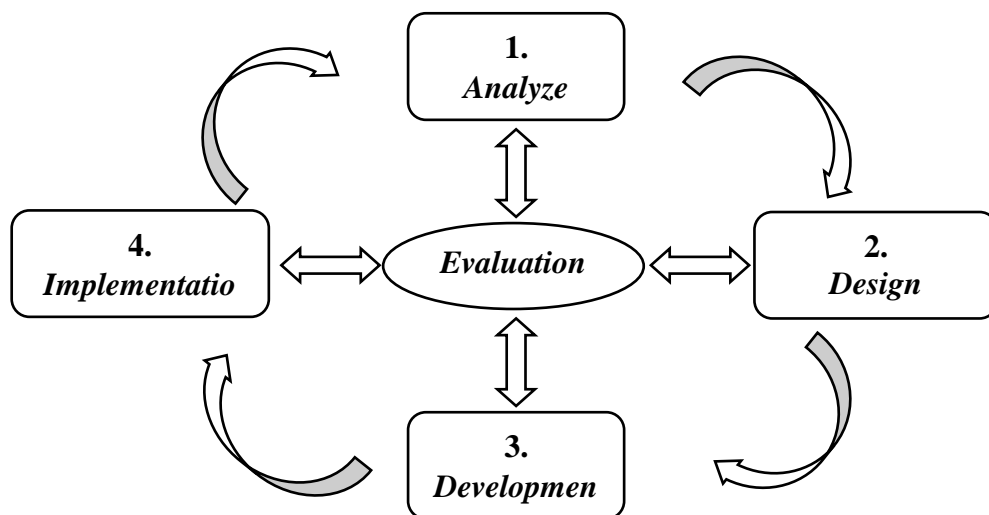 1.
Analyze
4.
Implementatio
Evaluation
2.
Design
3.
Developmen